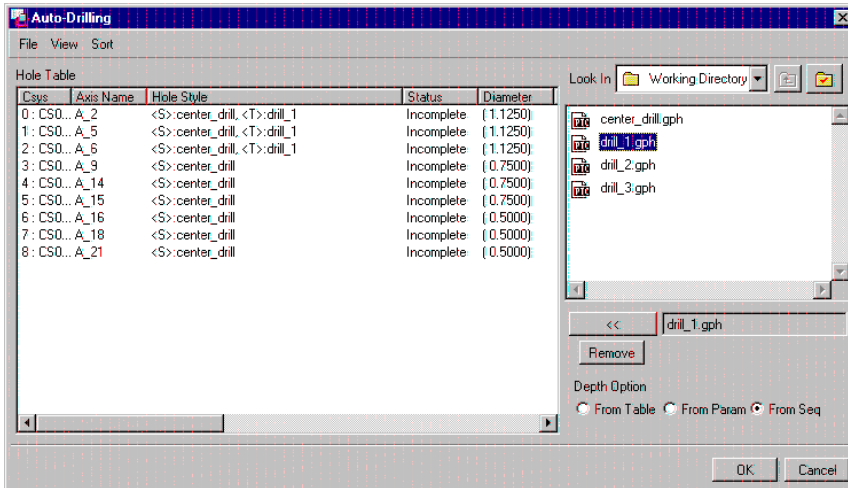 Auto-Drilling
File View Sort
Hole Table
Look In Working Directory
Csys Axis Name Hole Style Status Diameter
0 : CS0... A_2 <S>:center_drill, <T>:drill_1 Incomplete ( 1.1250)
1 : CS0... A_5 <S>:center_drill, <T>:drill_1 Incomplete ( 1.1250)
2 : CS0... A_6 <S>:center_drill, <T>:drill_1 Incomplete ( 1.1250)
3 : CS0... A_9 <S>:center_drill Incomplete ( 0.7500)
4 : CS0... A_14 <S>:center_drill Incomplete ( 0.7500)
5 : CS0... A_15 <S>:center_drill Incomplete ( 0.7500)
6 : CS0... A_16 <S>:center_drill Incomplete ( 0.5000)
7 : CS0... A_18 <S>:center_drill Incomplete ( 0.5000)
8 : CS0... A_21 <S>:center_drill Incomplete ( 0.5000)
PTC center_drill.gph
PTC drill_1.gph
PTC drill_2.gph
PTC drill_3.gph
<< drill_1.gph
Remove
Depth Option
From Table From Param From Seq
OK Cancel